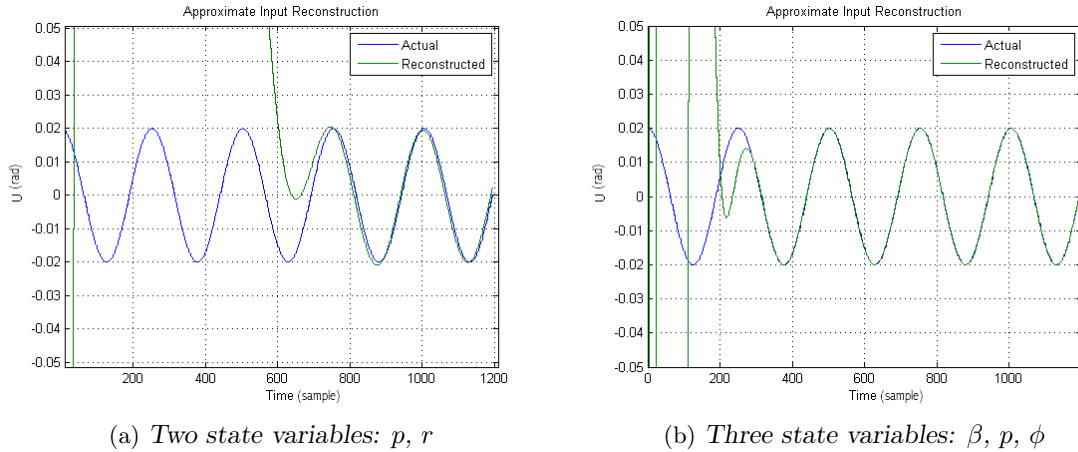 Approximate Input Reconstruction
0.05
0.04
0.03
0.02
0.01
0
-0.01
-0.02
-0.03
-0.04
-0.05
U (rad)
Actual
Reconstructed
200
400
600
800
1000
1200
Time (sample)
(a) Two state variables: p, r
Approximate Input Reconstruction
0.05
0.04
0.03
0.02
0.01
0
-0.01
-0.02
-0.03
-0.04
-0.05
U (rad)
Actual
Reconstructed
0
200
400
600
800
1000
Time (sample)
(b) Three state variables: β, p, ϕ